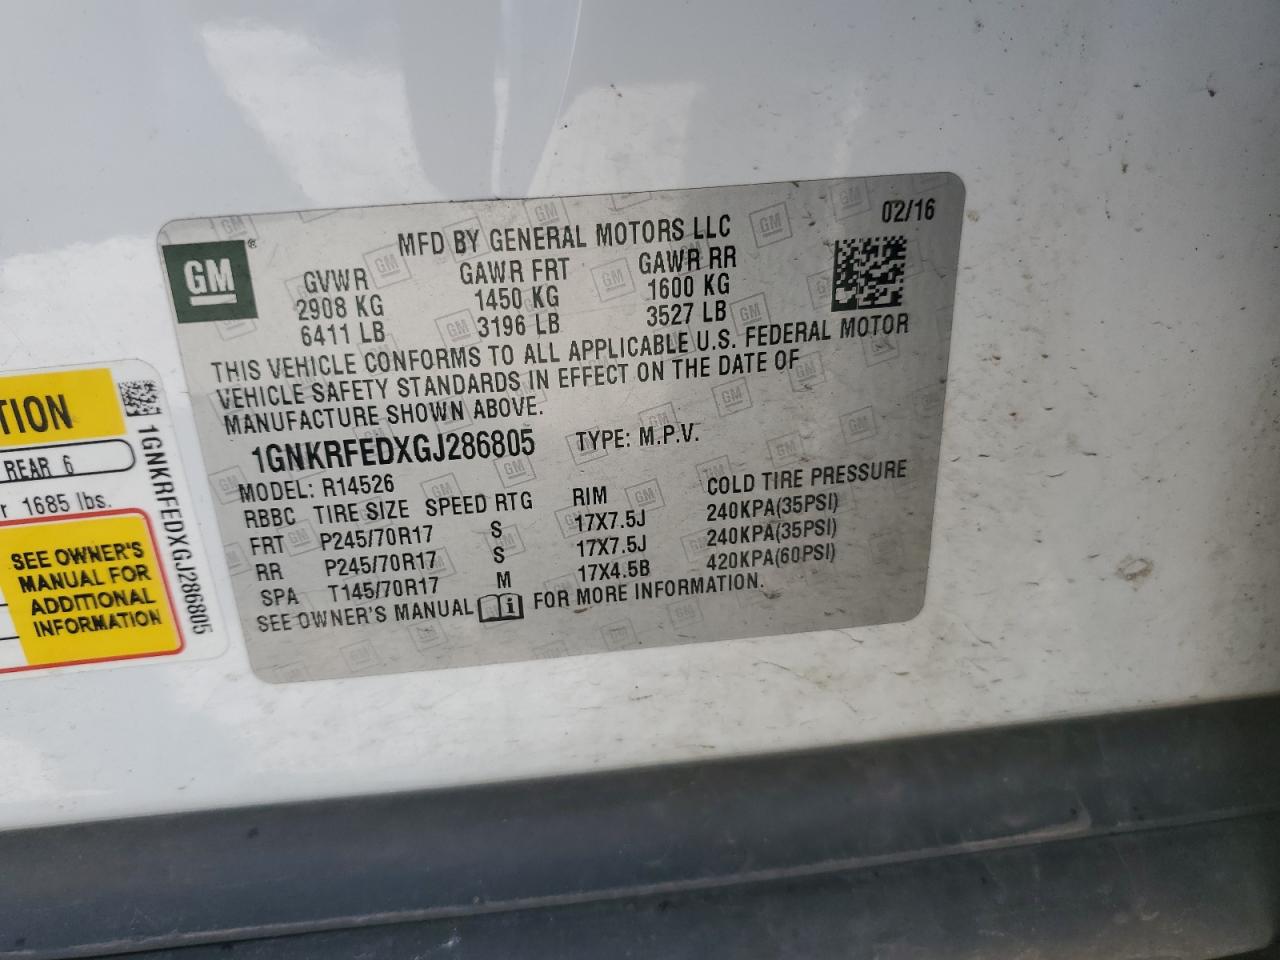 02/16
MFD BY GENERAL MOTORS LLC
GM®
GVWR GAWR FRT GAWR RR
2908 KG 1450 KG 1600 KG
6411 LB 3196 LB 3527 LB
THIS VEHICLE CONFORMS TO ALL APPLICABLE U.S. FEDERAL MOTOR
VEHICLE SAFETY STANDARDS IN EFFECT ON THE DATE OF
MANUFACTURE SHOWN ABOVE.
1GNKRFEDXGJ286805 TYPE: M.P.V.
MODEL: R14526
RBBC TIRE SIZE SPEED RTG RIM COLD TIRE PRESSURE
FRT P245/70R17 S 17X7.5J 240KPA(35PSI)
RR P245/70R17 S 17X7.5J 240KPA(35PSI)
SPA T145/70R17 M 17X4.5B 420KPA(60PSI)
SEE OWNER'S MANUAL i FOR MORE INFORMATION.
TION
REAR 6
r 1685 lbs.
SEE OWNER'S
MANUAL FOR
ADDITIONAL
INFORMATION
1GNKRFEDXGJ286805